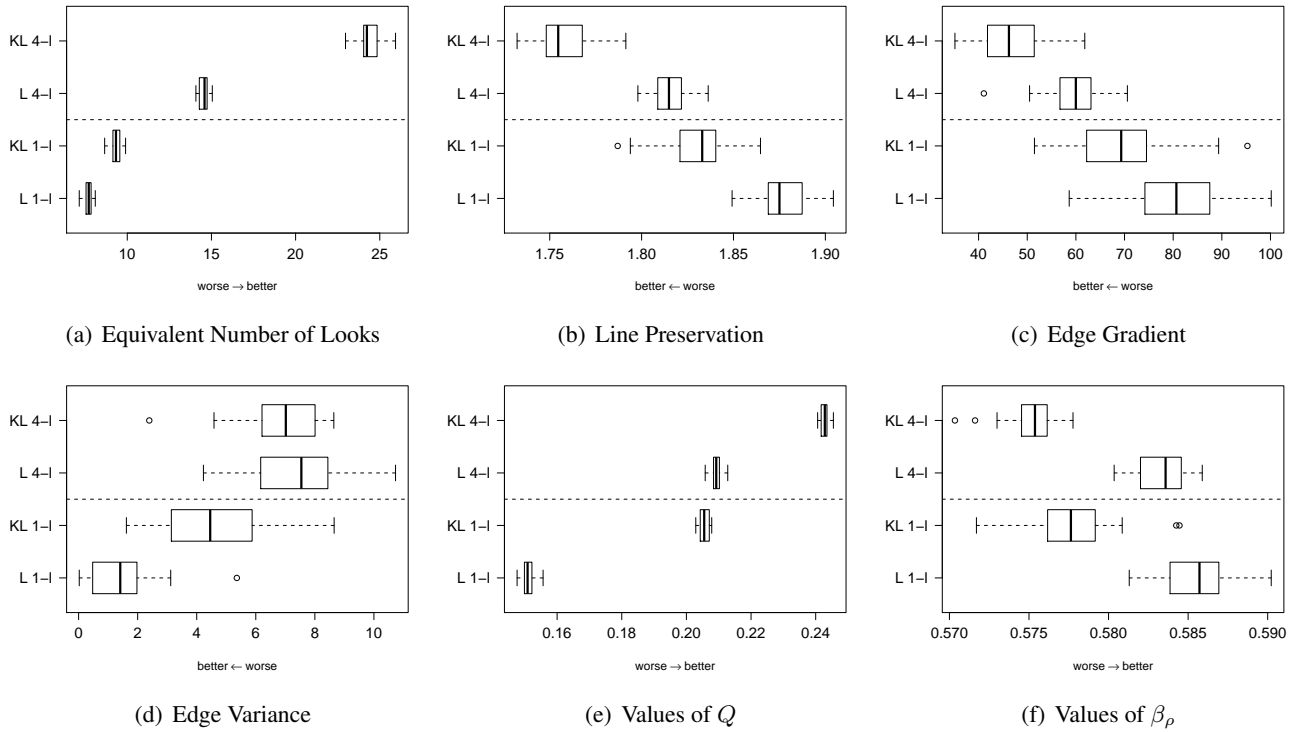 KL 4–I
L 4–I
KL 1–I
L 1–I
10 15 20 25
worse → better
(a) Equivalent Number of Looks
KL 4–I
L 4–I
KL 1–I
L 1–I
1.75 1.80 1.85 1.90
better ← worse
(b) Line Preservation
KL 4–I
L 4–I
KL 1–I
L 1–I
40 50 60 70 80 90 100
better ← worse
(c) Edge Gradient
KL 4–I
L 4–I
KL 1–I
L 1–I
0 2 4 6 8 10
better ← worse
(d) Edge Variance
KL 4–I
L 4–I
KL 1–I
L 1–I
0.16 0.20 0.22 0.24
worse → better
(e) Values of Q
KL 4–I
L 4–I
KL 1–I
L 1–I
0.570 0.575 0.580 0.585 0.590
worse → better
(f) Values of βρ